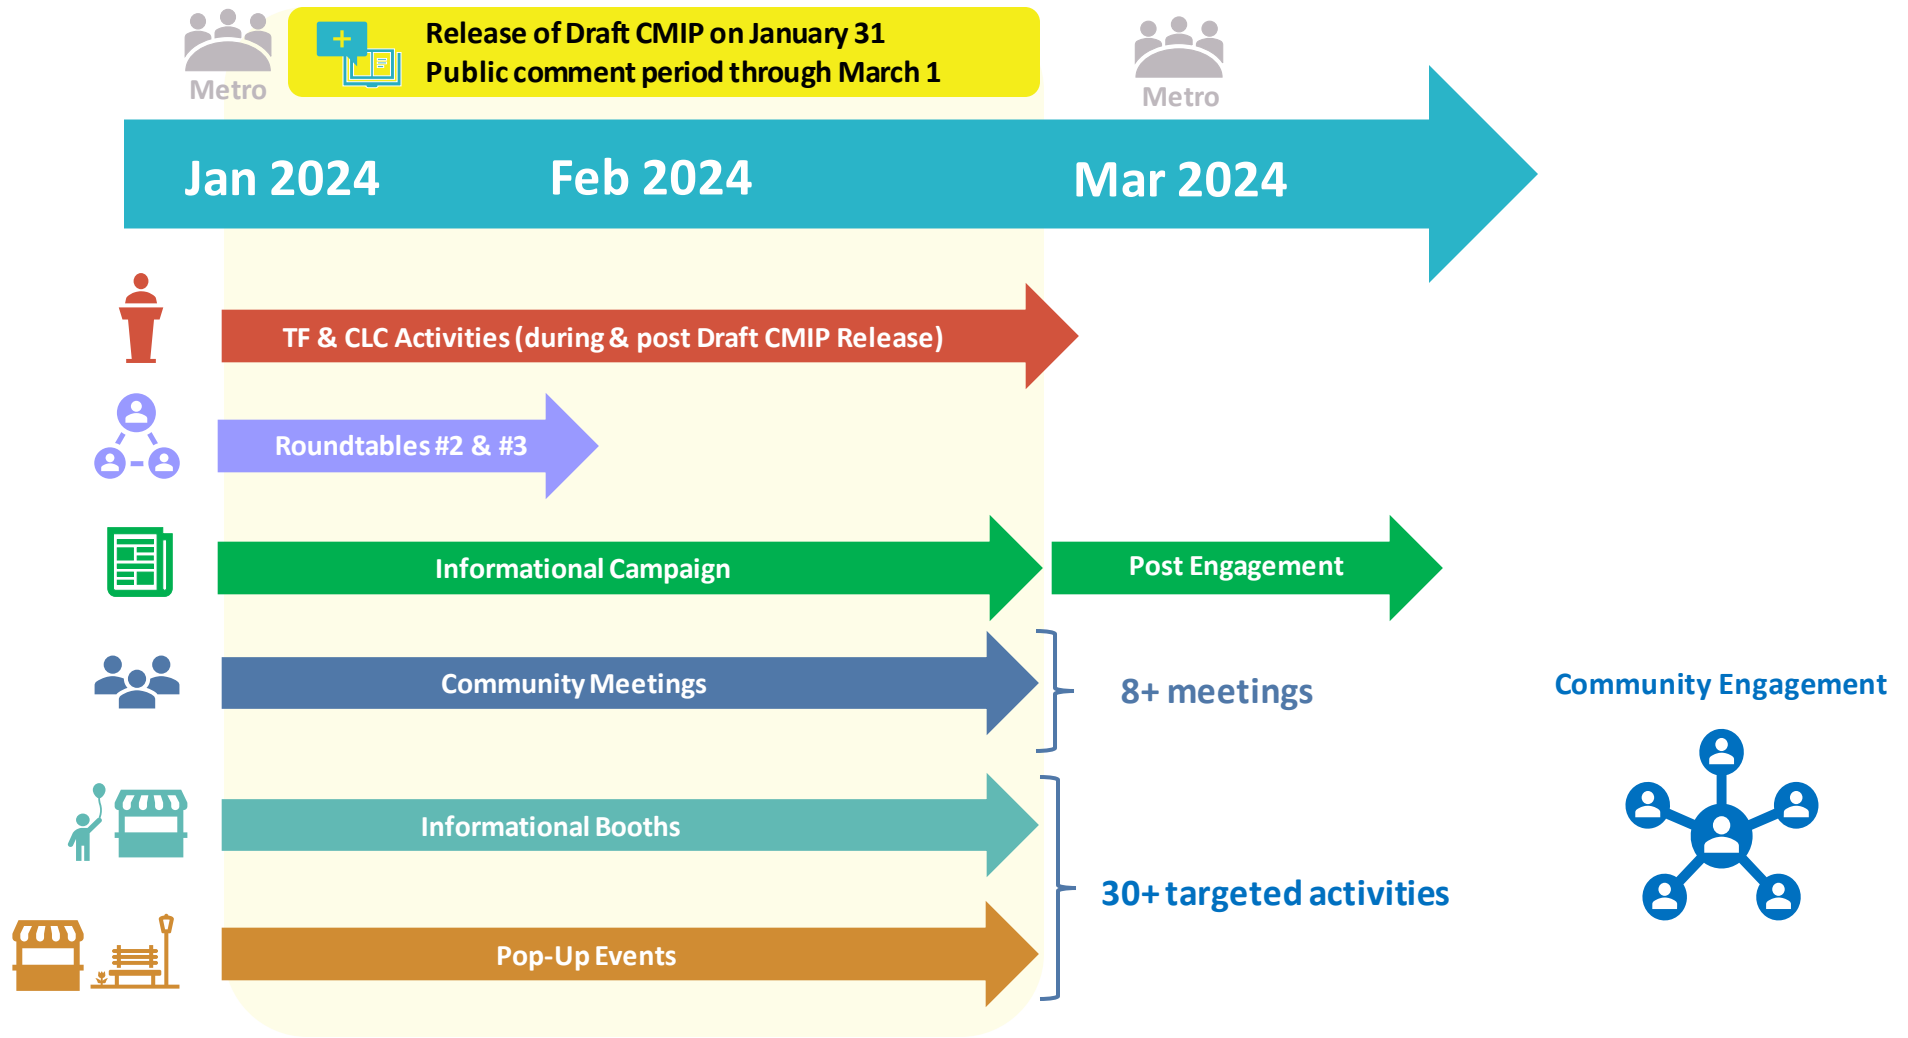 Metro
Release of Draft CMIP on January 31
Public comment period through March 1
Metro
Jan 2024
Feb 2024
Mar 2024
TF & CLC Activities (during & post Draft CMIP Release)
Roundtables #2 & #3
Informational Campaign
Post Engagement
Community Meetings
8+ meetings
Community Engagement
Informational Booths
30+ targeted activities
Pop-Up Events